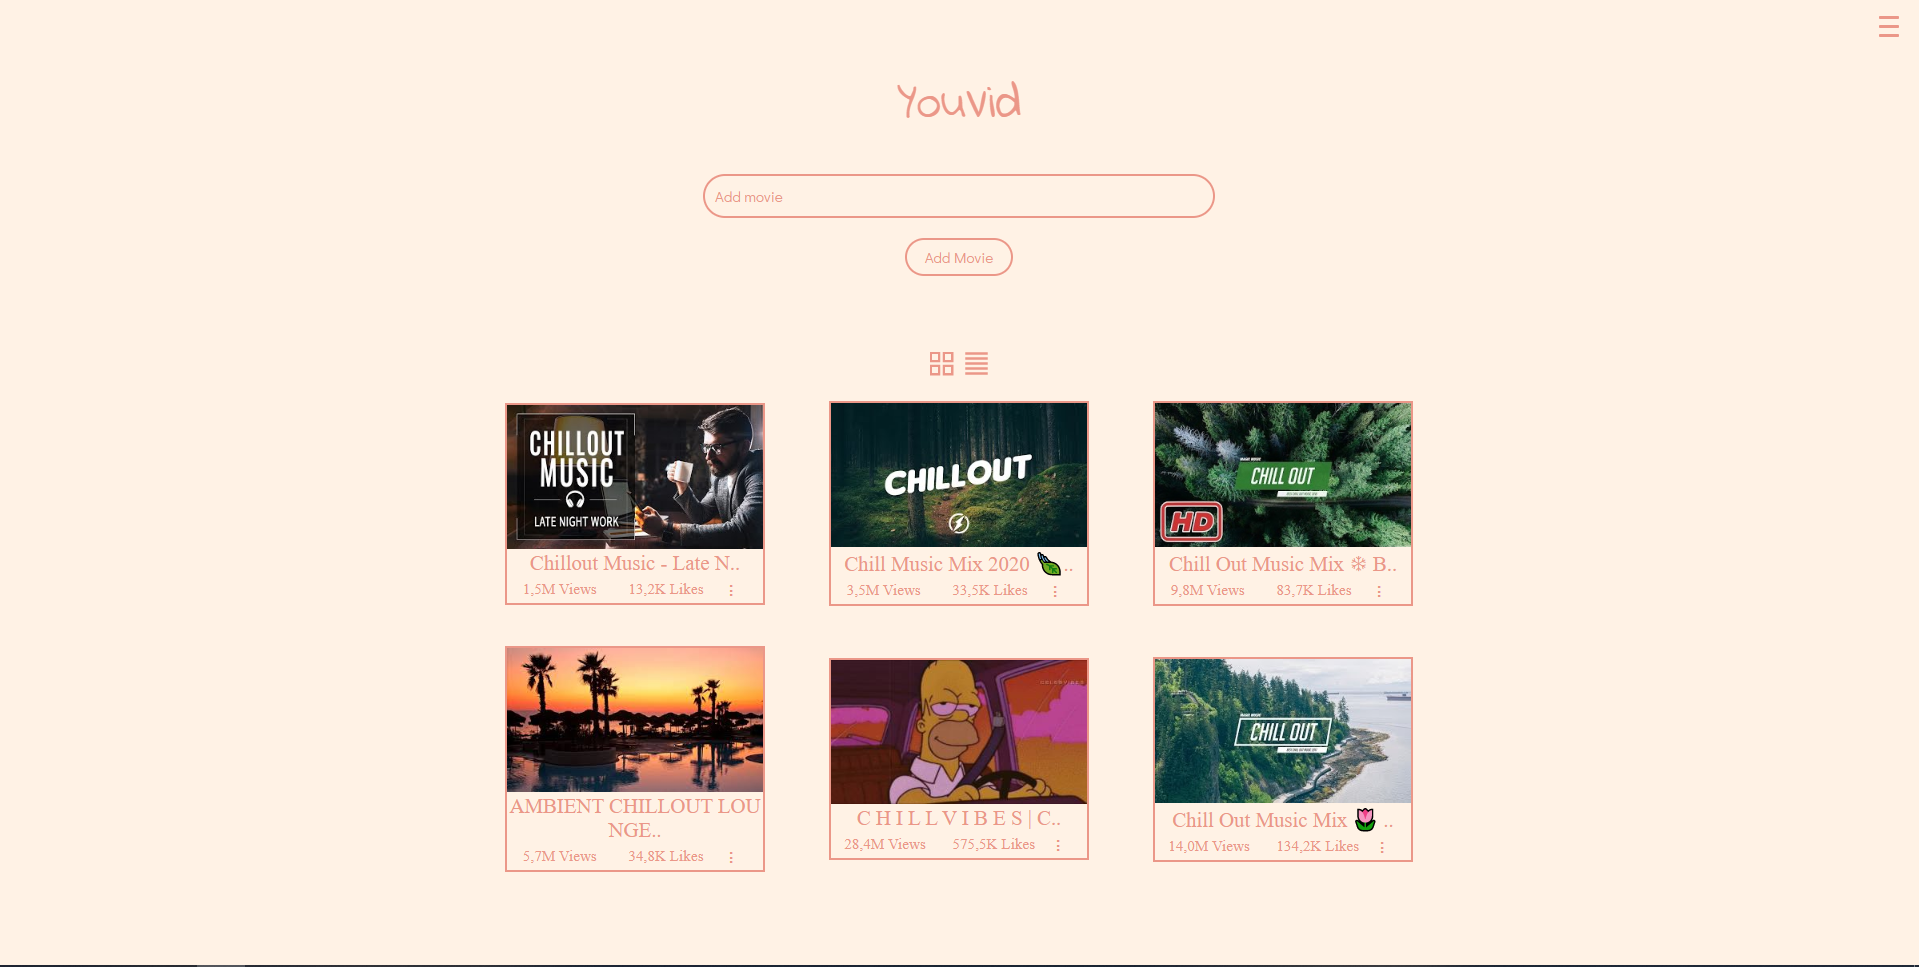 Youvid
Add movie
Add Movie
CHILLOUT
MUSIC
LATE NIGHT WORK
Chillout Music - Late N..
1,5M Views 13,2K Likes
CHILLOUT
Chill Music Mix 2020 ..
3,5M Views 33,5K Likes
CHILL OUT
HD
Chill Out Music Mix ❄ B..
9,8M Views 83,7K Likes
AMBIENT CHILLOUT LOU
NGE..
5,7M Views 34,8K Likes
C H I L L V I B E S | C..
28,4M Views 575,5K Likes
CHILL OUT
Chill Out Music Mix 🌷 ..
14,0M Views 134,2K Likes